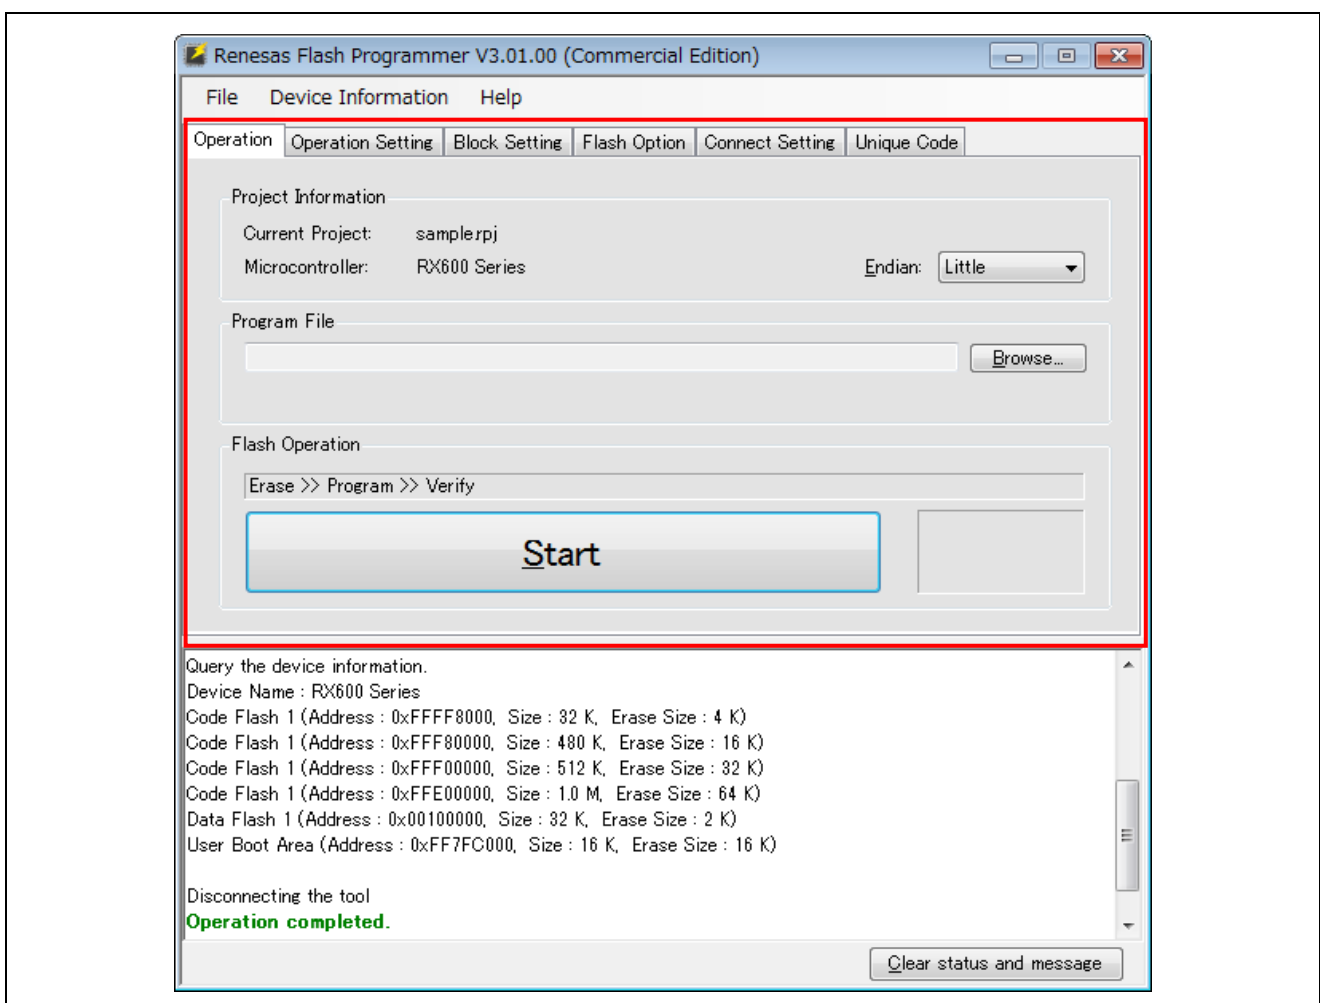 Renesas Flash Programmer V3.01.00 (Commercial Edition)
File Device Information Help
Operation Operation Setting Block Setting Flash Option Connect Setting Unique Code
Project Information
Current Project: sample.rpj
Microcontroller: RX600 Series Endian: Little
Program File
Browse...
Flash Operation
Erase >> Program >> Verify
Start
Query the device information.
Device Name : RX600 Series
Code Flash 1 (Address : 0xFFFF8000, Size : 32 K, Erase Size : 4 K)
Code Flash 1 (Address : 0xFFF80000, Size : 480 K, Erase Size : 16 K)
Code Flash 1 (Address : 0xFFF00000, Size : 512 K, Erase Size : 32 K)
Code Flash 1 (Address : 0xFFE00000, Size : 1.0 M, Erase Size : 64 K)
Data Flash 1 (Address : 0x00100000, Size : 32 K, Erase Size : 2 K)
User Boot Area (Address : 0xFF7FC000, Size : 16 K, Erase Size : 16 K)
Disconnecting the tool
Operation completed.
Clear status and message